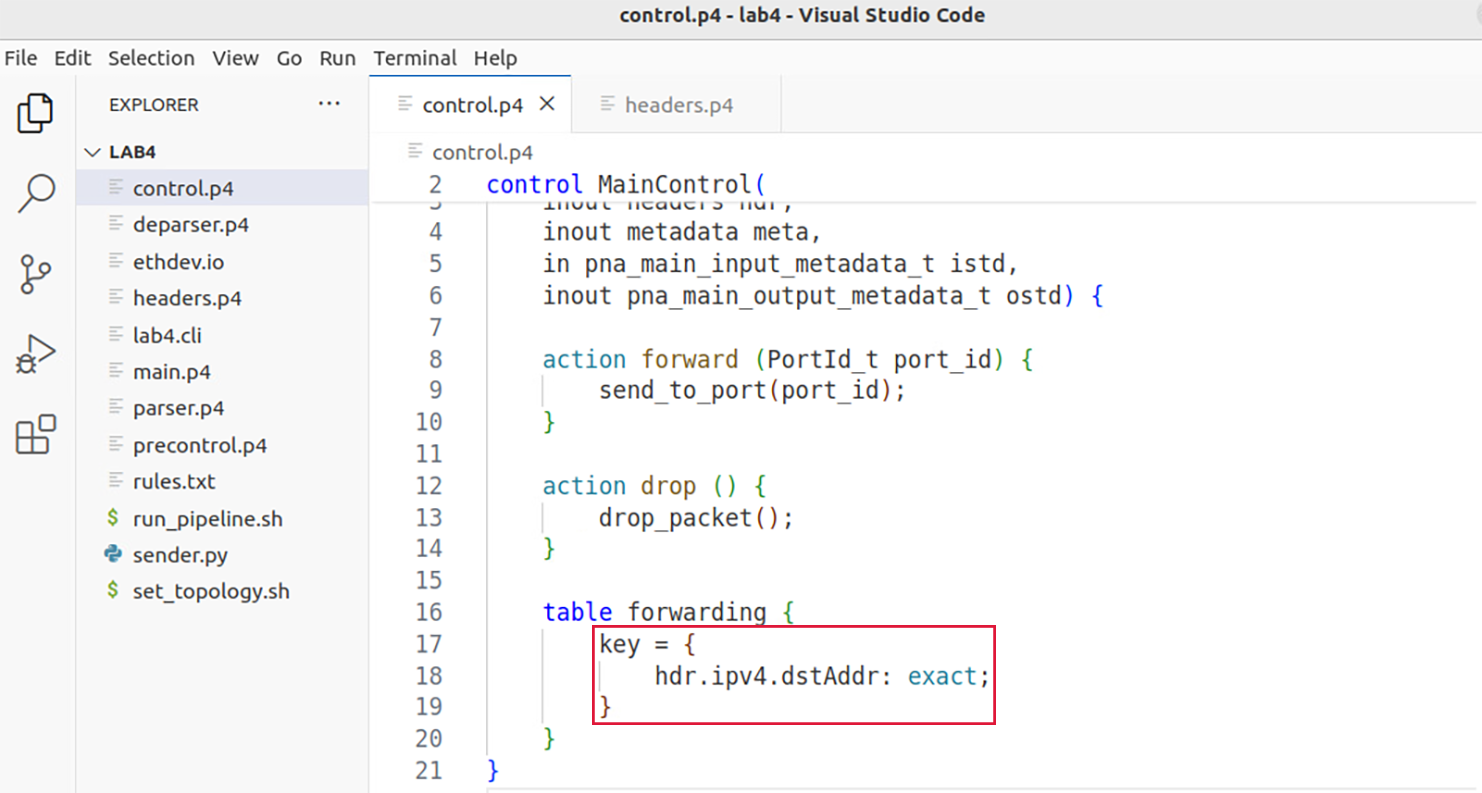 control.p4 - lab4 - Visual Studio Code
File Edit Selection View Go Run Terminal Help
EXPLORER ···
LAB4
control.p4
deparser.p4
ethdev.io
headers.p4
lab4.cli
main.p4
parser.p4
precontrol.p4
rules.txt
$ run_pipeline.sh
sender.py
$ set_topology.sh
control.p4 headers.p4
control.p4
2 control MainControl(
3 inout headers hdr,
4 inout metadata meta,
5 in pna_main_input_metadata_t istd,
6 inout pna_main_output_metadata_t ostd) {
7
8 action forward (PortId_t port_id) {
9 send_to_port(port_id);
10 }
11
12 action drop () {
13 drop_packet();
14 }
15
16 table forwarding {
17 key = {
18 hdr.ipv4.dstAddr: exact;
19 }
20 }
21 }